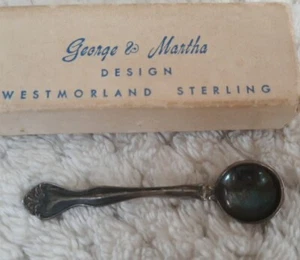 George & Martha
DESIGN
WESTMORLAND STERLING